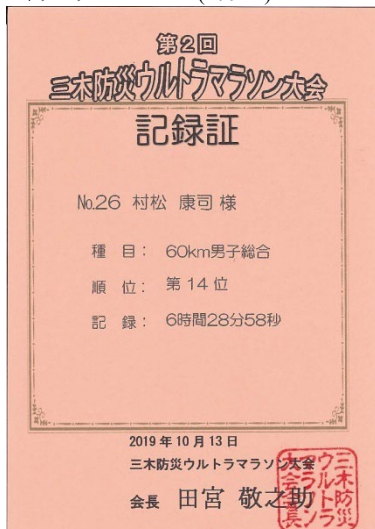 第2回
三木防災ウルトラマラソン大会
記録証
No.26 村松 康司 様
種 目： 60km男子総合
順 位： 第14位
記 録： 6時間28分58秒
2019年10月13日
三木防災ウルトラマラソン大会
会長 田宮 敬之助